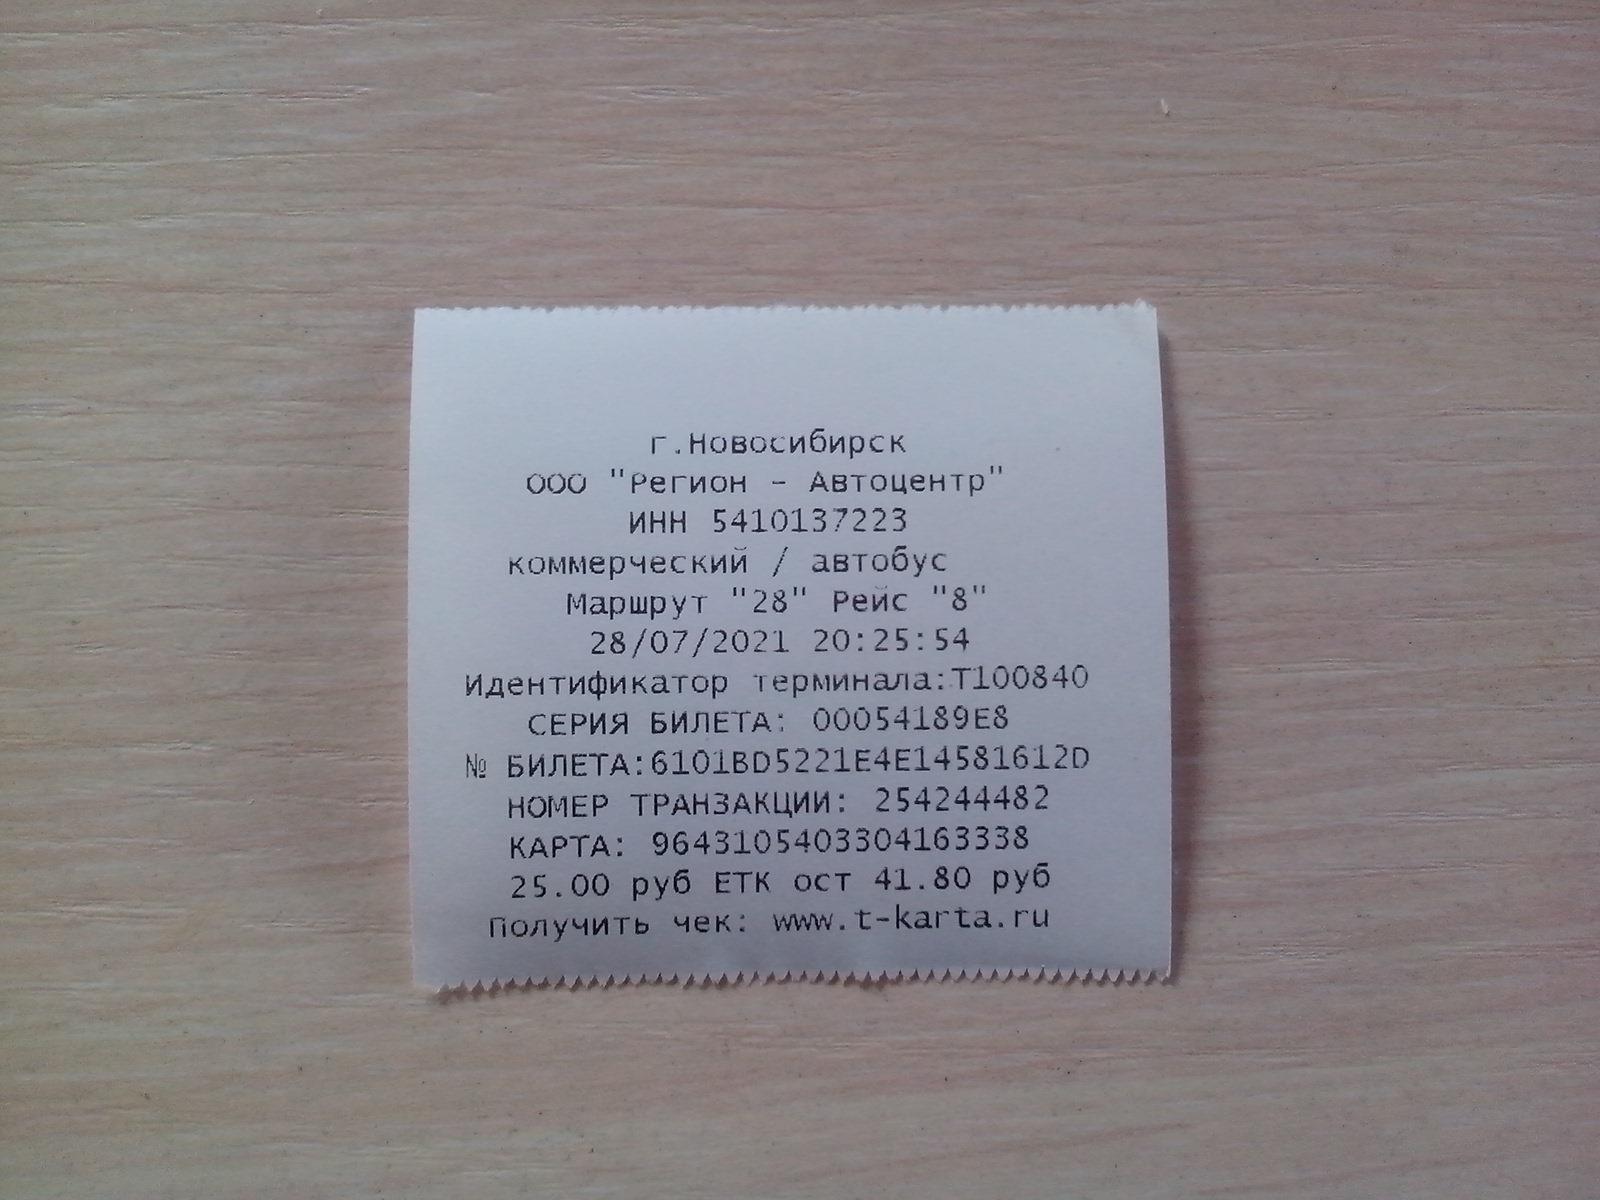 г.Новосибирск
ООО "Регион - Автоцентр"
ИНН 5410137223
коммерческий / автобус
Маршрут "28" Рейс "8"
28/07/2021 20:25:54
Идентификатор терминала:T100840
СЕРИЯ БИЛЕТА: 00054189E8
№ БИЛЕТА:6101BD5221E4E14581612D
НОМЕР ТРАНЗАКЦИИ: 254244482
КАРТА: 9643105403304163338
25.00 руб ЕТК ост 41.80 руб
Получить чек: www.t-karta.ru